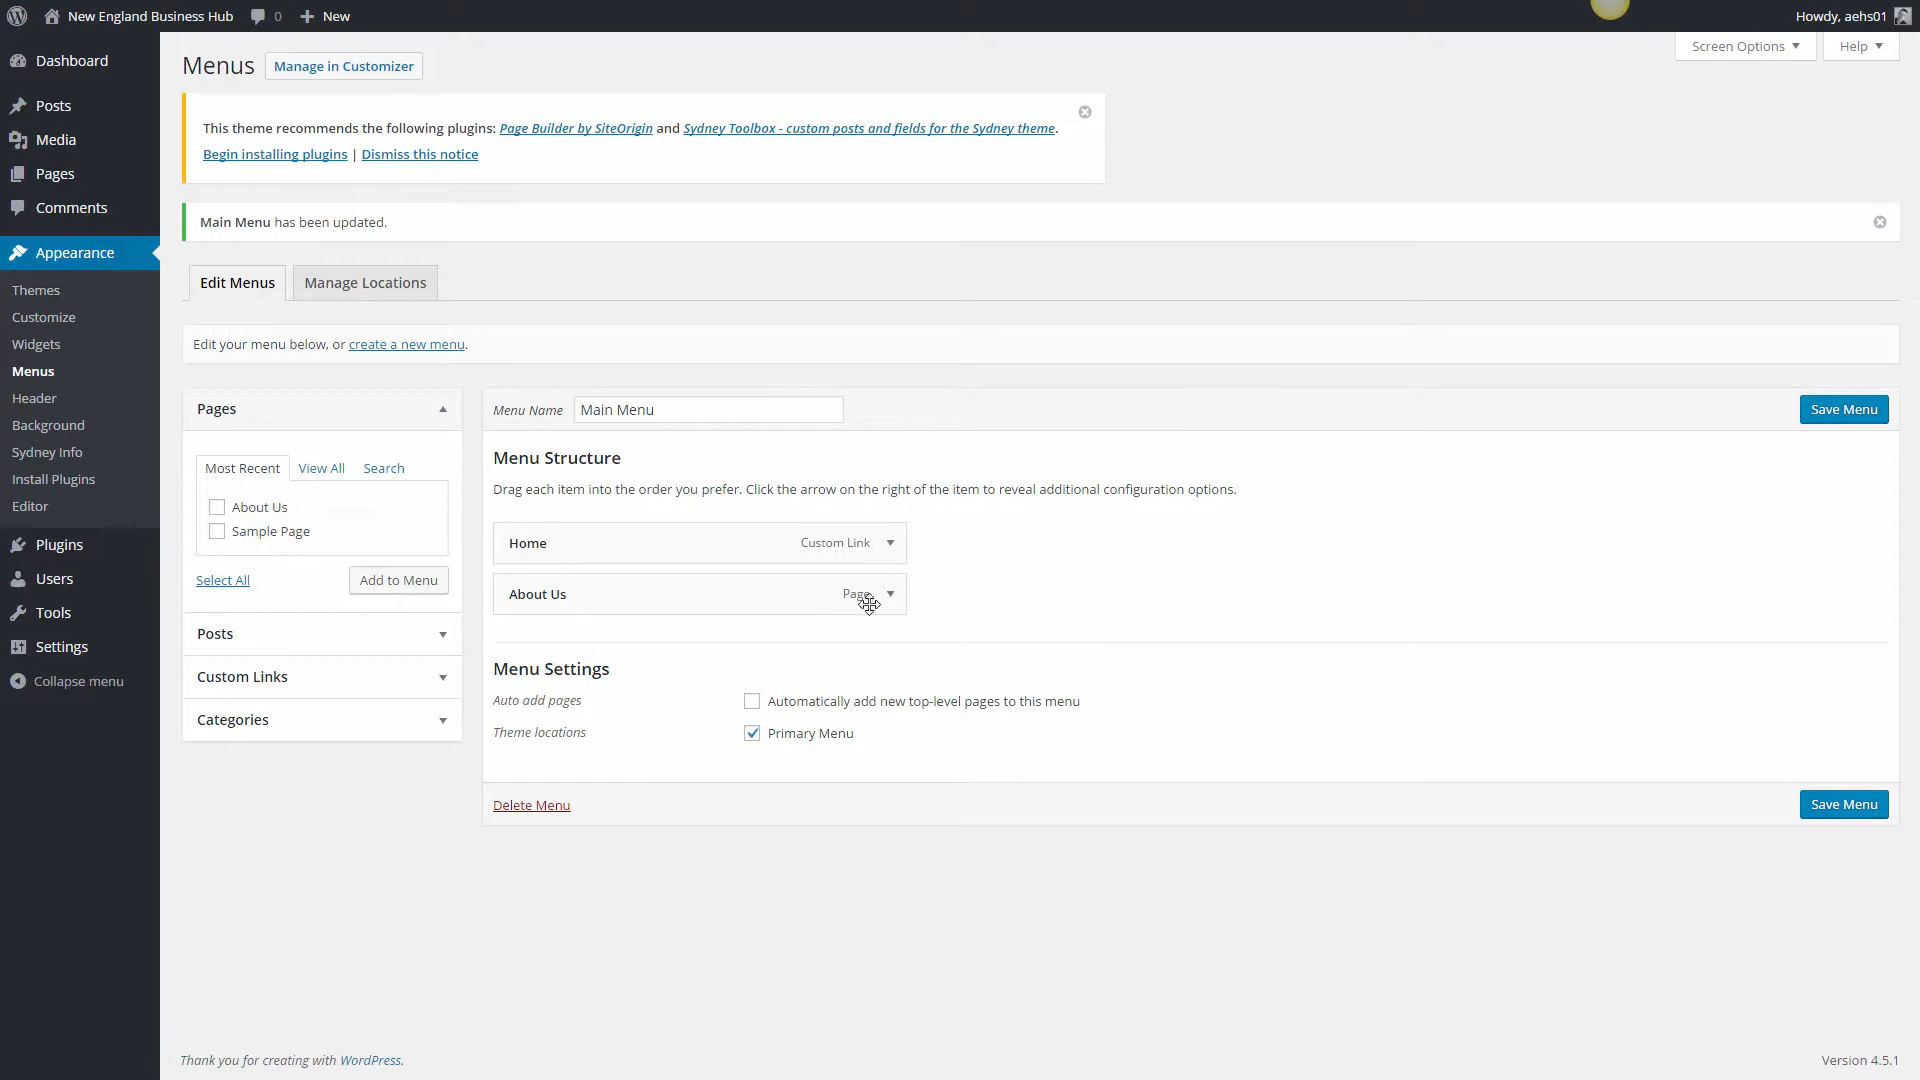 New England Business Hub 0 New Howdy, aehs01
Screen Options Help
Dashboard
Posts
Media
Pages
Comments
Appearance
Themes
Customize
Widgets
Menus
Header
Background
Sydney Info
Install Plugins
Editor
Plugins
Users
Tools
Settings
Collapse menu
Menus Manage in Customizer
This theme recommends the following plugins: Page Builder by SiteOrigin and Sydney Toolbox - custom posts and fields for the Sydney theme.
Begin installing plugins | Dismiss this notice
Main Menu has been updated.
Edit Menus Manage Locations
Edit your menu below, or create a new menu.
Pages
Most Recent View All Search
About Us
Sample Page
Select All Add to Menu
Posts
Custom Links
Categories
Menu Name Main Menu Save Menu
Menu Structure
Drag each item into the order you prefer. Click the arrow on the right of the item to reveal additional configuration options.
Home Custom Link
About Us Page
Menu Settings
Auto add pages Automatically add new top-level pages to this menu
Theme locations Primary Menu
Delete Menu Save Menu
Thank you for creating with WordPress. Version 4.5.1